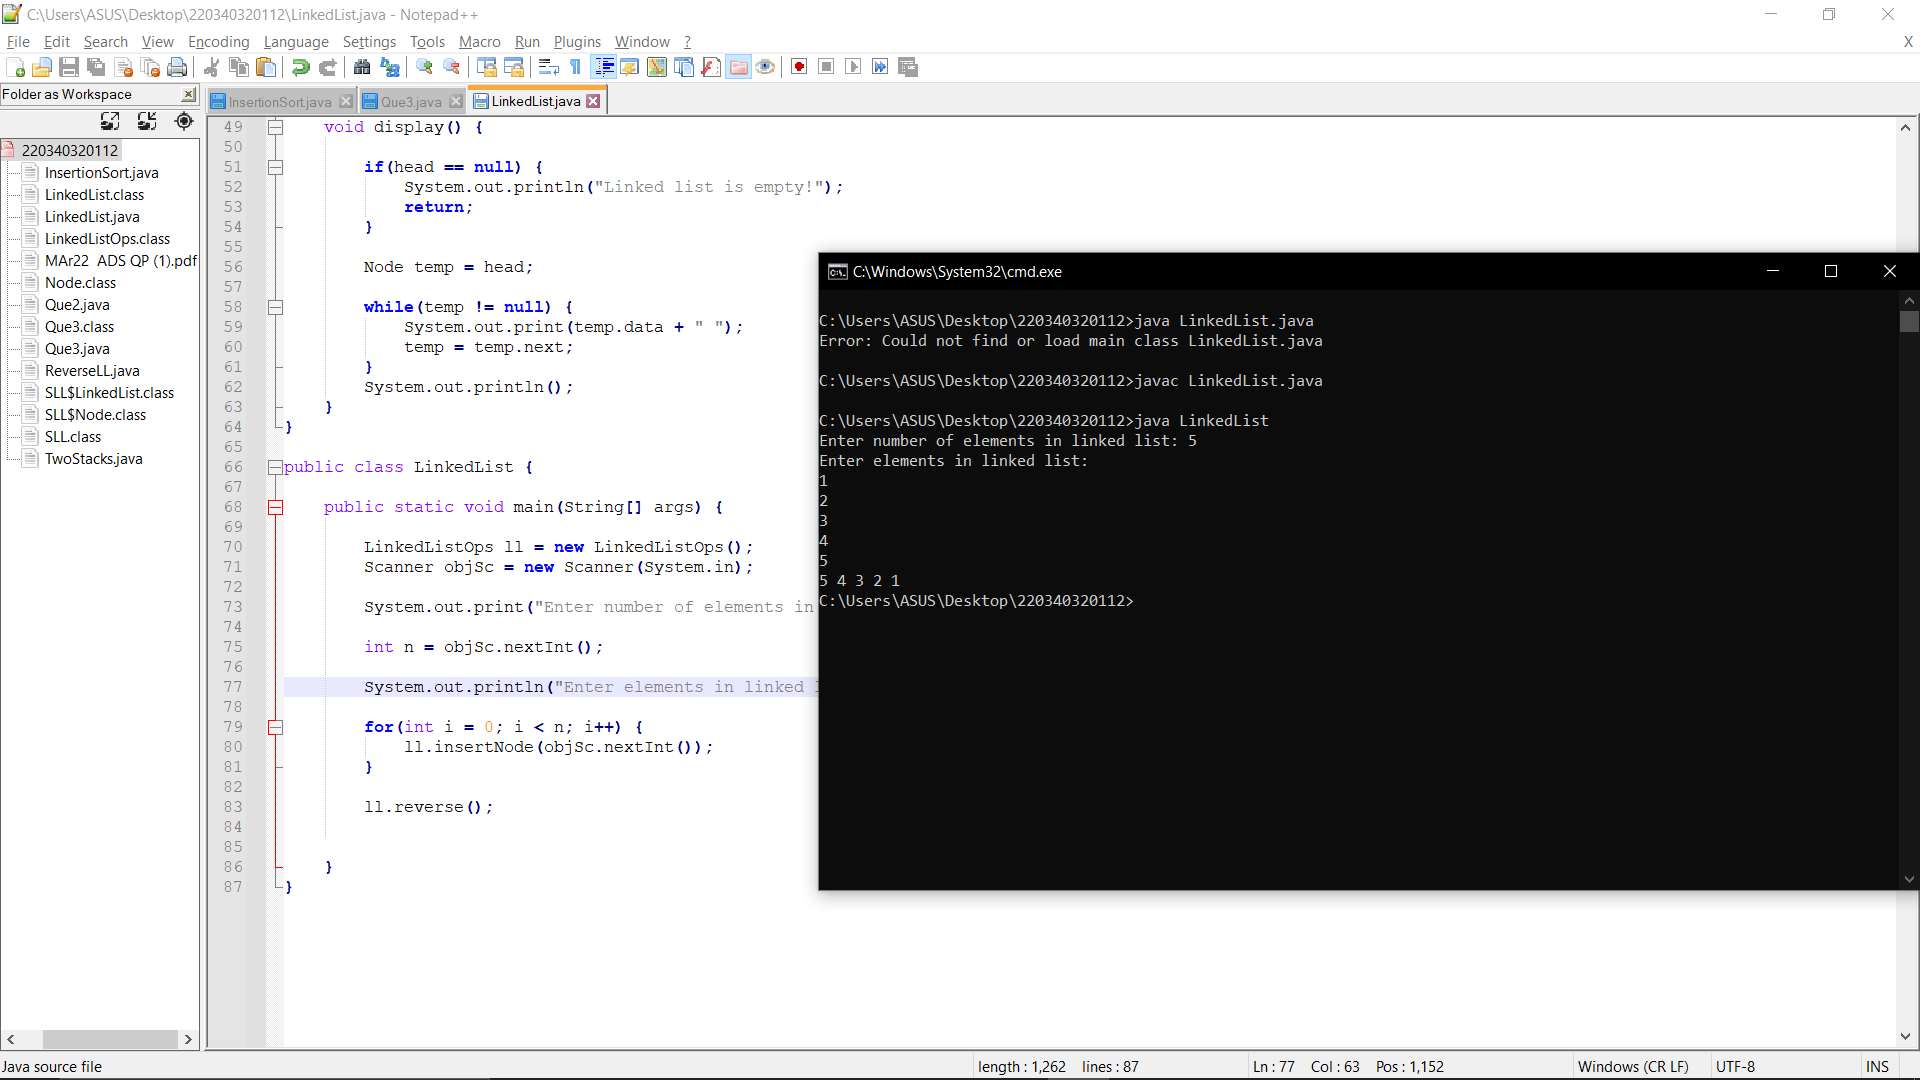 C:\Users\ASUS\Desktop\220340320112\LinkedList.java - Notepad++
File Edit Search View Encoding Language Settings Tools Macro Run Plugins Window ? X
Folder as Workspace
InsertionSort.java Que3.java LinkedList.java
220340320112
InsertionSort.java
LinkedList.class
LinkedList.java
LinkedListOps.class
MAr22 ADS QP (1).pdf
Node.class
Que2.java
Que3.class
Que3.java
ReverseLL.java
SLL$LinkedList.class
SLL$Node.class
SLL.class
TwoStacks.java
49 void display() {
50
51 if(head == null) {
52 System.out.println("Linked list is empty!");
53 return;
54 }
55
56 Node temp = head;
57
58 while(temp != null) {
59 System.out.print(temp.data + " ");
60 temp = temp.next;
61 }
62 System.out.println();
63 }
64 }
65
66 public class LinkedList {
67
68 public static void main(String[] args) {
69
70 LinkedListOps ll = new LinkedListOps();
71 Scanner objSc = new Scanner(System.in);
72
73 System.out.print("Enter number of elements in
74
75 int n = objSc.nextInt();
76
77 System.out.println("Enter elements in linked
78
79 for(int i = 0; i < n; i++) {
80 ll.insertNode(objSc.nextInt());
81 }
82
83 ll.reverse();
84
85
86 }
87 }
C:\Windows\System32\cmd.exe
C:\Users\ASUS\Desktop\220340320112>java LinkedList.java
Error: Could not find or load main class LinkedList.java
C:\Users\ASUS\Desktop\220340320112>javac LinkedList.java
C:\Users\ASUS\Desktop\220340320112>java LinkedList
Enter number of elements in linked list: 5
Enter elements in linked list:
1
2
3
4
5
5 4 3 2 1
C:\Users\ASUS\Desktop\220340320112>
Java source file length : 1,262 lines : 87 Ln : 77 Col : 63 Pos : 1,152 Windows (CR LF) UTF-8 INS